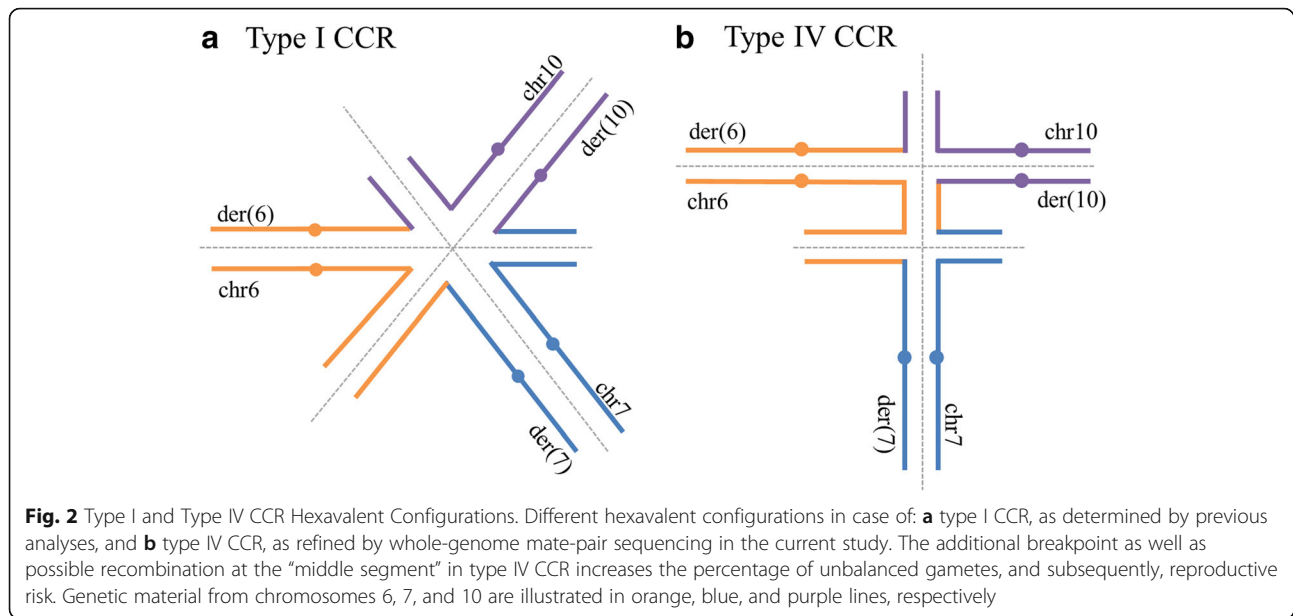 a Type I CCR
b Type IV CCR
chr10
der(10)
der(6)
chr6
chr7
der(7)
der(6)
chr6
chr10
der(10)
der(7)
chr7
Fig. 2 Type I and Type IV CCR Hexavalent Configurations. Different hexavalent configurations in case of: a type I CCR, as determined by previous
analyses, and b type IV CCR, as refined by whole-genome mate-pair sequencing in the current study. The additional breakpoint as well as
possible recombination at the “middle segment” in type IV CCR increases the percentage of unbalanced gametes, and subsequently, reproductive
risk. Genetic material from chromosomes 6, 7, and 10 are illustrated in orange, blue, and purple lines, respectively